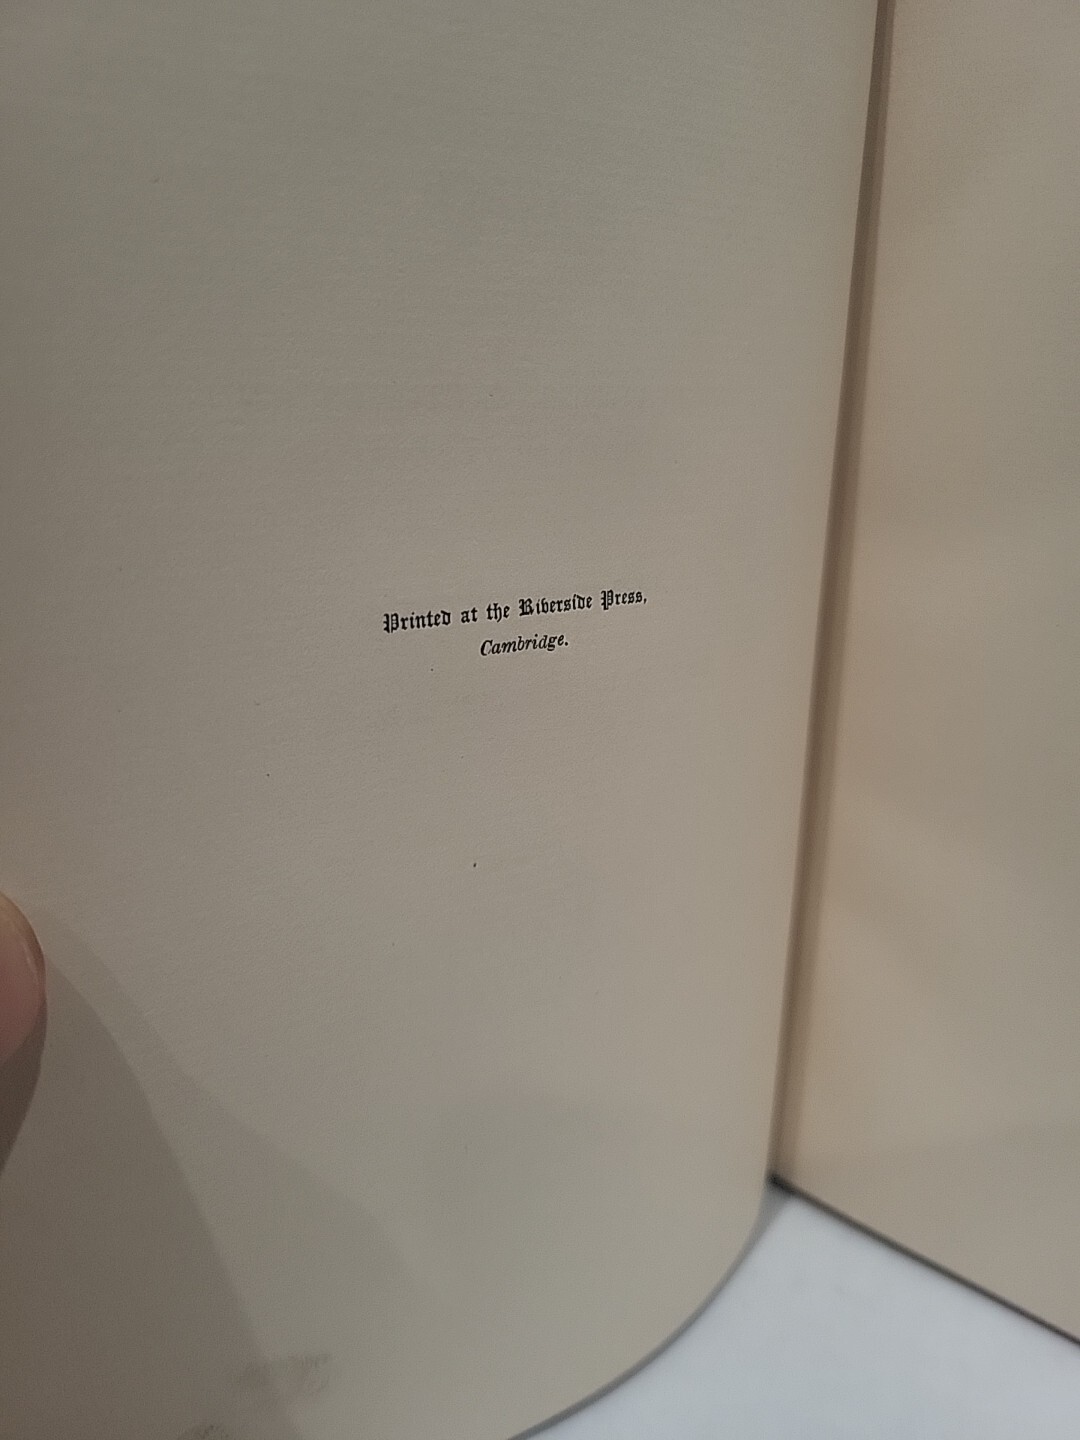 Printed at the Riverside Press,
Cambridge.